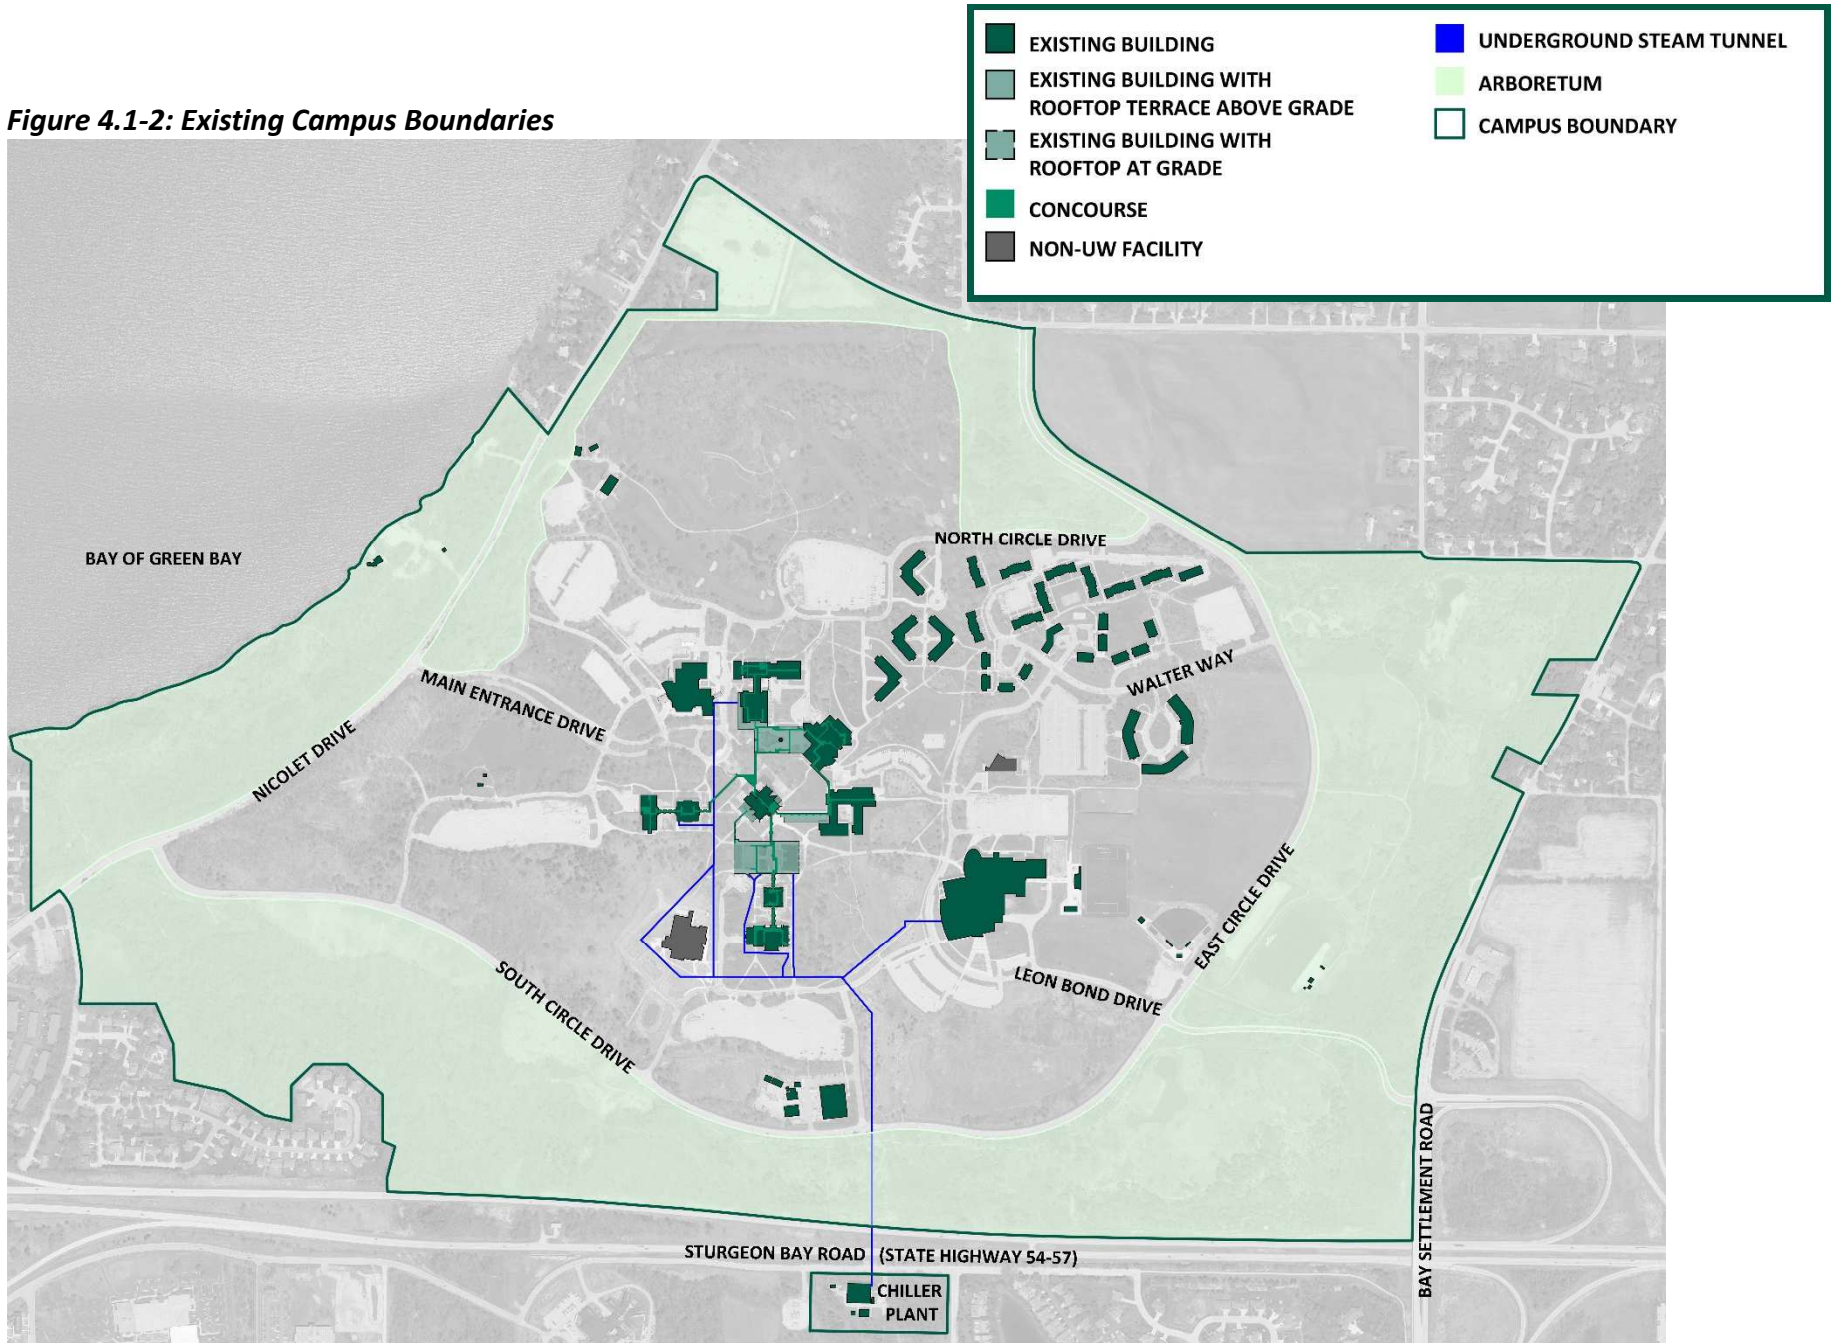 EXISTING BUILDING
EXISTING BUILDING WITH
ROOFTOP TERRACE ABOVE GRADE
EXISTING BUILDING WITH
ROOFTOP AT GRADE
CONCOURSE
NON-UW FACILITY
UNDERGROUND STEAM TUNNEL
ARBORETUM
CAMPUS BOUNDARY
Figure 4.1-2: Existing Campus Boundaries
BAY OF GREEN BAY
NORTH CIRCLE DRIVE
WALTER WAY
MAIN ENTRANCE DRIVE
NICOLET DRIVE
EAST CIRCLE DRIVE
SOUTH CIRCLE DRIVE
LEON BOND DRIVE
BAY SETTLEMENT ROAD
STURGEON BAY ROAD (STATE HIGHWAY 54-57)
CHILLER
PLANT